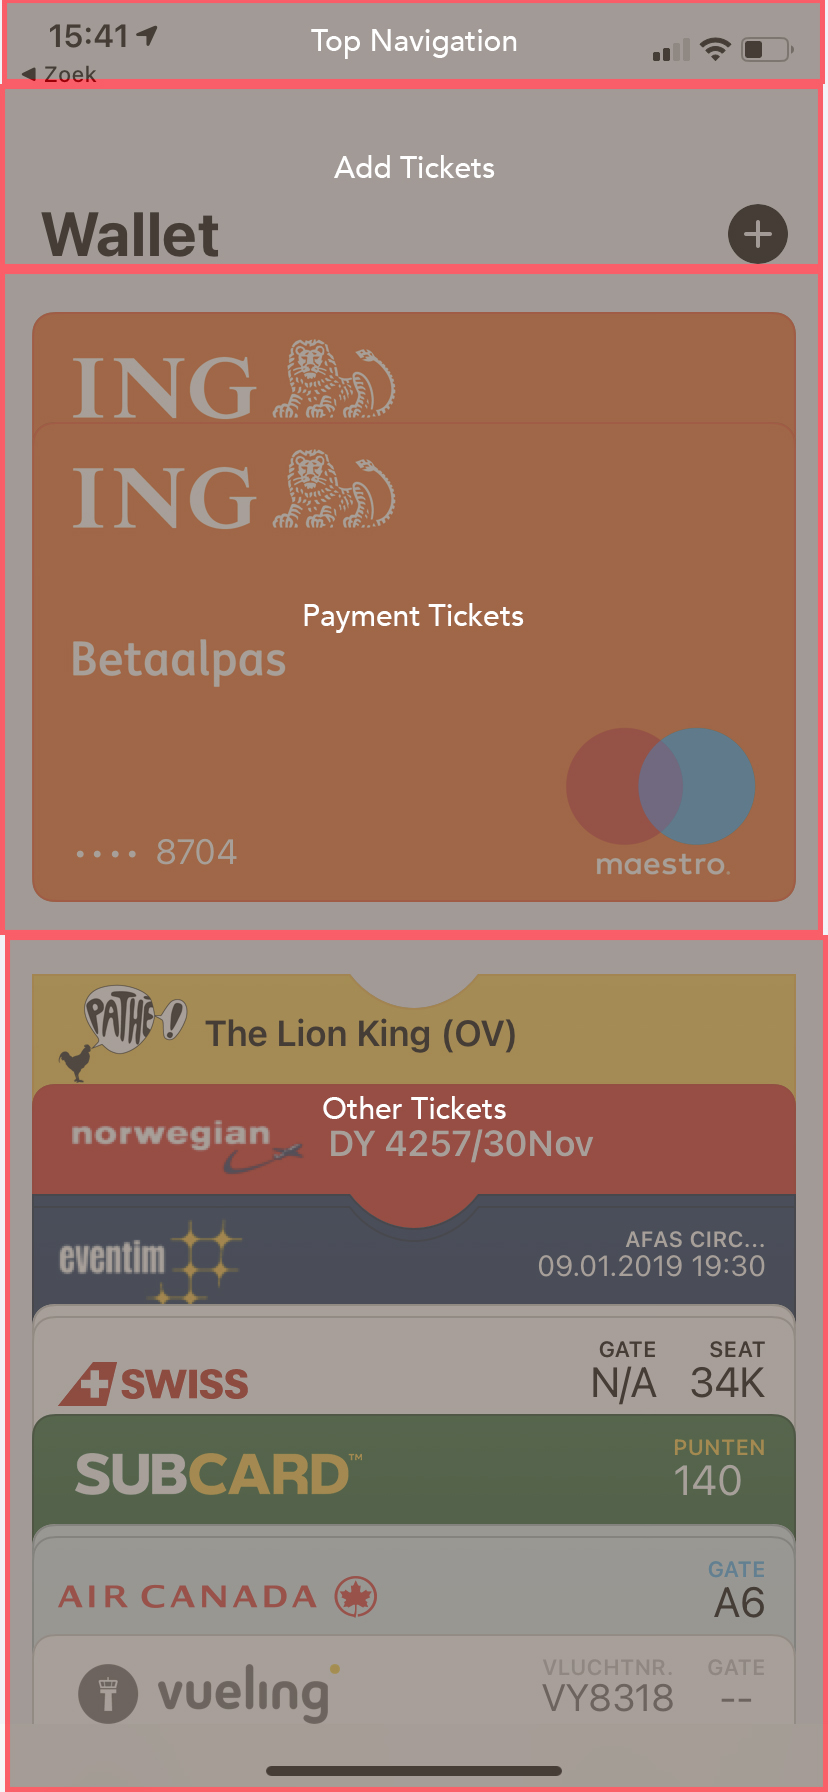 15:41
Top Navigation
◀ Zoek
Add Tickets
Wallet
ING
ING
Payment Tickets
Betaalpas
•••• 8704
maestro.
PATHÉ! The Lion King (OV)
Other Tickets
norwegian DY 4257/30Nov
eventim AFAS CIRC...
09.01.2019 19:30
GATE SEAT
SWISS N/A 34K
PUNTEN
SUBCARD™ 140
GATE
AIR CANADA A6
VLUCHTNR. GATE
vueling VY8318 --